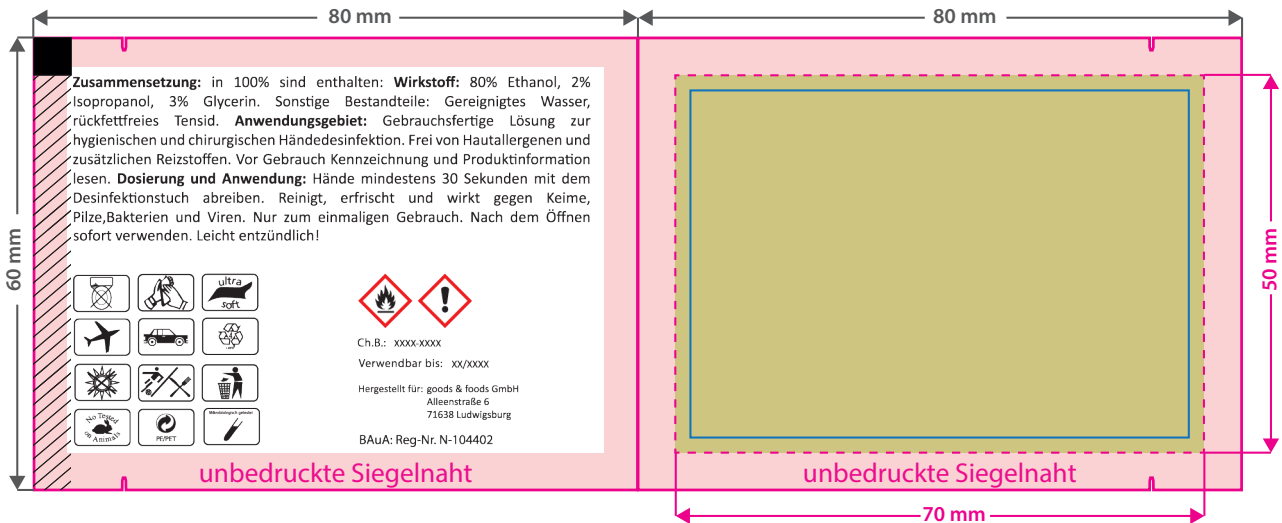 80 mm
80 mm
60 mm
Zusammensetzung: in 100% sind enthalten: Wirkstoff: 80% Ethanol, 2%
Isopropanol, 3% Glycerin. Sonstige Bestandteile: Gereignigtes Wasser,
rückfettfreies Tensid. Anwendungsgebiet: Gebrauchsfertige Lösung zur
hygienischen und chirurgischen Händedesinfektion. Frei von Hautallergenen und
zusätzlichen Reizstoffen. Vor Gebrauch Kennzeichnung und Produktinformation
lesen. Dosierung und Anwendung: Hände mindestens 30 Sekunden mit dem
Desinfektionstuch abreiben. Reinigt, erfrischt und wirkt gegen Keime,
Pilze,Bakterien und Viren. Nur zum einmaligen Gebrauch. Nach dem Öffnen
sofort verwenden. Leicht entzündlich!
ultra
soft
No Tested
on Animals
PE/PET
Mikrobiologisch getestet
Ch.B.: XXXX-XXXX
Verwendbar bis: XX/XXXX
Hergestellt für: goods & foods GmbH
Alleenstraße 6
71638 Ludwigsburg
BAuA: Reg-Nr. N-104402
unbedruckte Siegelnaht
unbedruckte Siegelnaht
50 mm
70 mm